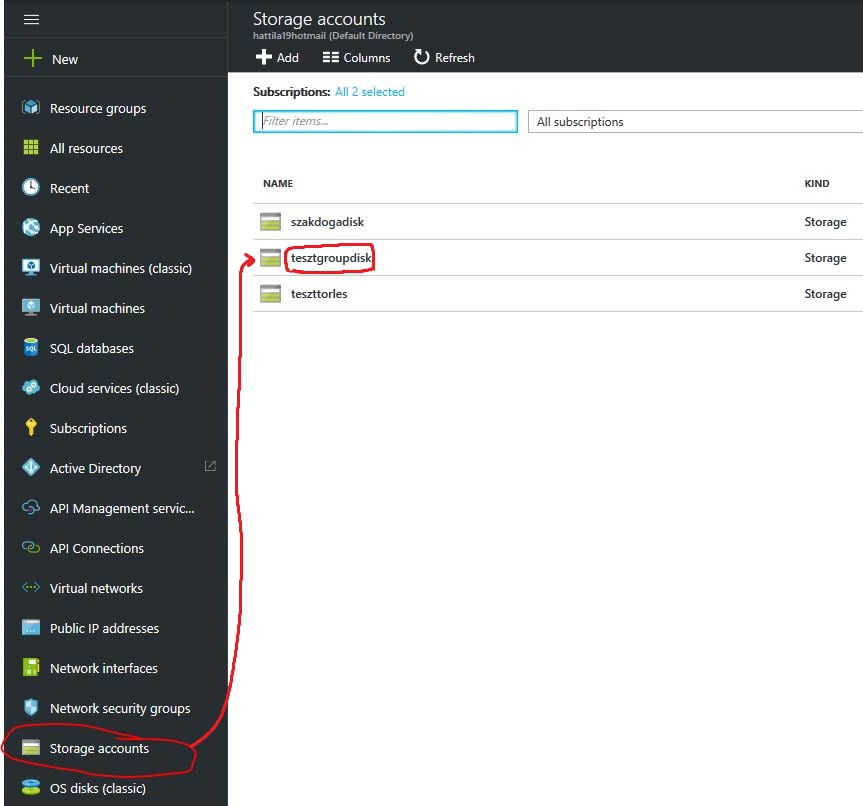 Storage accounts
hattila19hotmail (Default Directory)
Add Columns Refresh
New
Resource groups
All resources
Recent
App Services
Virtual machines (classic)
Virtual machines
SQL databases
Cloud services (classic)
Subscriptions
Active Directory
API Management servic...
API Connections
Virtual networks
Public IP addresses
Network interfaces
Network security groups
Storage accounts
OS disks (classic)
Subscriptions: All 2 selected
Filter items...
All subscriptions
NAME KIND
szakdogadisk Storage
tesztgroupdisk Storage
teszttorles Storage